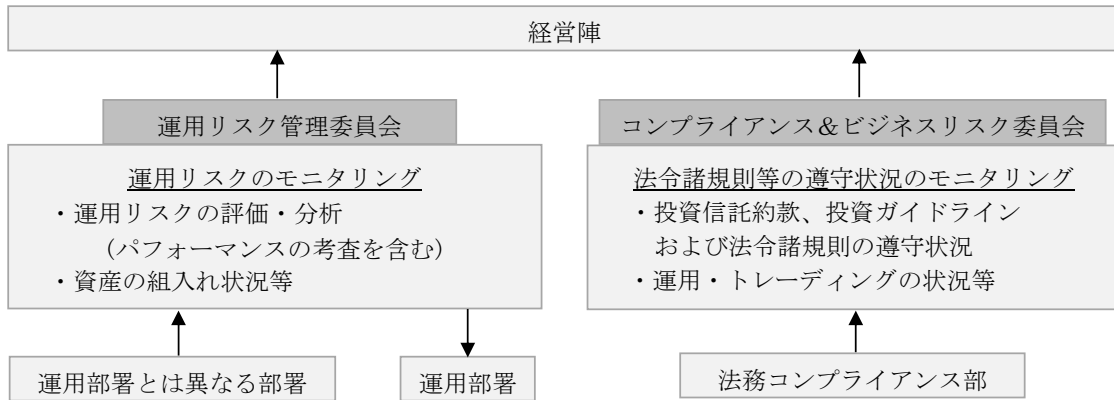 経営陣
運用リスク管理委員会
運用リスクのモニタリング
・運用リスクの評価・分析
（パフォーマンスの考査を含む）
・資産の組入れ状況等
運用部署とは異なる部署
運用部署
コンプライアンス＆ビジネスリスク委員会
法令諸規則等の遵守状況のモニタリング
・投資信託約款、投資ガイドライン
および法令諸規則の遵守状況
・運用・トレーディングの状況等
法務コンプライアンス部